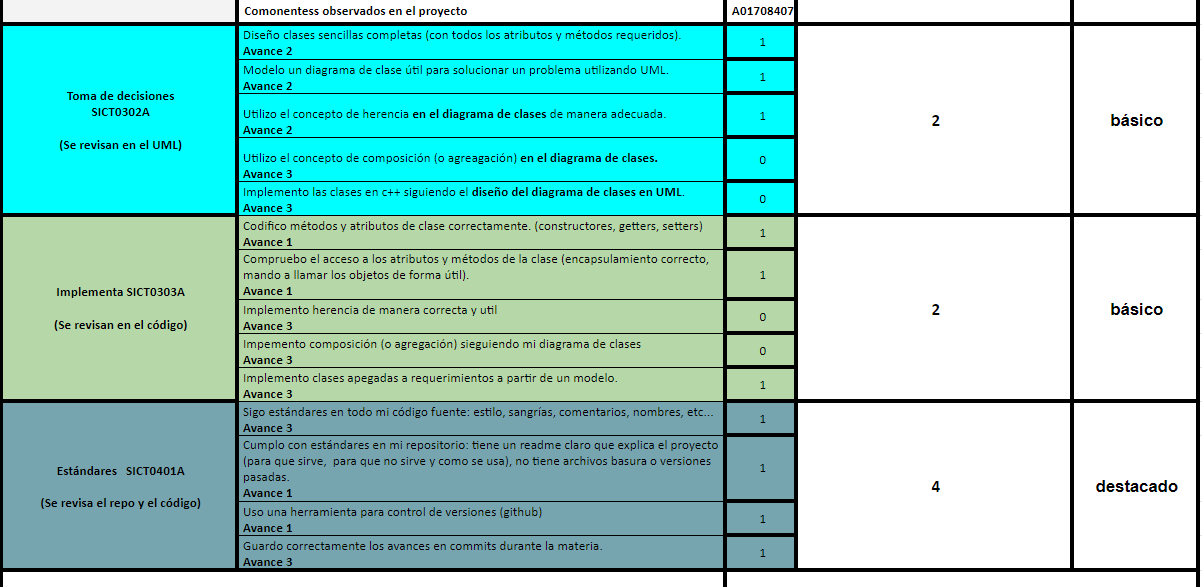 Comonentess observados en el proyecto
A01708407
Toma de decisiones
SICT0302A
(Se revisan en el UML)
Diseño clases sencillas completas (con todos los atributos y métodos requeridos).
Avance 2
1
Modelo un diagrama de clase útil para solucionar un problema utilizando UML.
Avance 2
1
Utilizo el concepto de herencia en el diagrama de clases de manera adecuada.
Avance 2
1
Utilizo el concepto de composición (o agreagación) en el diagrama de clases.
Avance 3
0
Implemento las clases en c++ siguiendo el diseño del diagrama de clases en UML.
Avance 3
0
2
básico
Implementa SICT0303A
(Se revisan en el código)
Codifico métodos y atributos de clase correctamente. (constructores, getters, setters)
Avance 1
1
Compruebo el acceso a los atributos y métodos de la clase (encapsulamiento correcto,
mando a llamar los objetos de forma útil).
Avance 1
1
Implemento herencia de manera correcta y util
Avance 3
0
Impemento composición (o agregación) sieguiendo mi diagrama de clases
Avance 3
0
Implemento clases apegadas a requerimientos a partir de un modelo.
Avance 3
1
2
básico
Estándares SICT0401A
(Se revisa el repo y el código)
Sigo estándares en todo mi código fuente: estilo, sangrías, comentarios, nombres, etc...
Avance 3
1
Cumplo con estándares en mi repositorio: tiene un readme claro que explica el proyecto
(para que sirve, para que no sirve y como se usa), no tiene archivos basura o versiones
pasadas.
Avance 1
1
Uso una herramienta para control de versiones (github)
Avance 1
1
Guardo correctamente los avances en commits durante la materia.
Avance 3
1
4
destacado